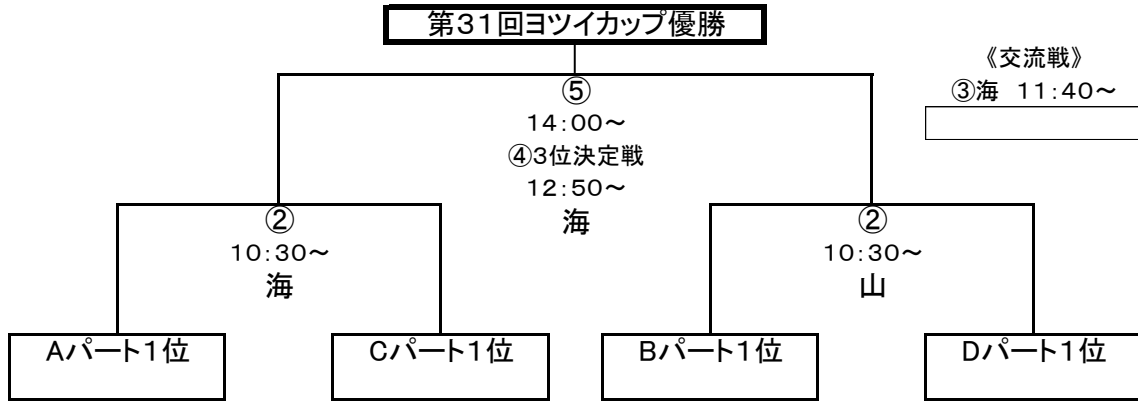 第31回ヨツイカップ優勝
《交流戦》
③海 11:40～
⑤
14:00～
④3位決定戦
12:50～
海
②
10:30～
海
②
10:30～
山
Aパート1位
Cパート1位
Bパート1位
Dパート1位